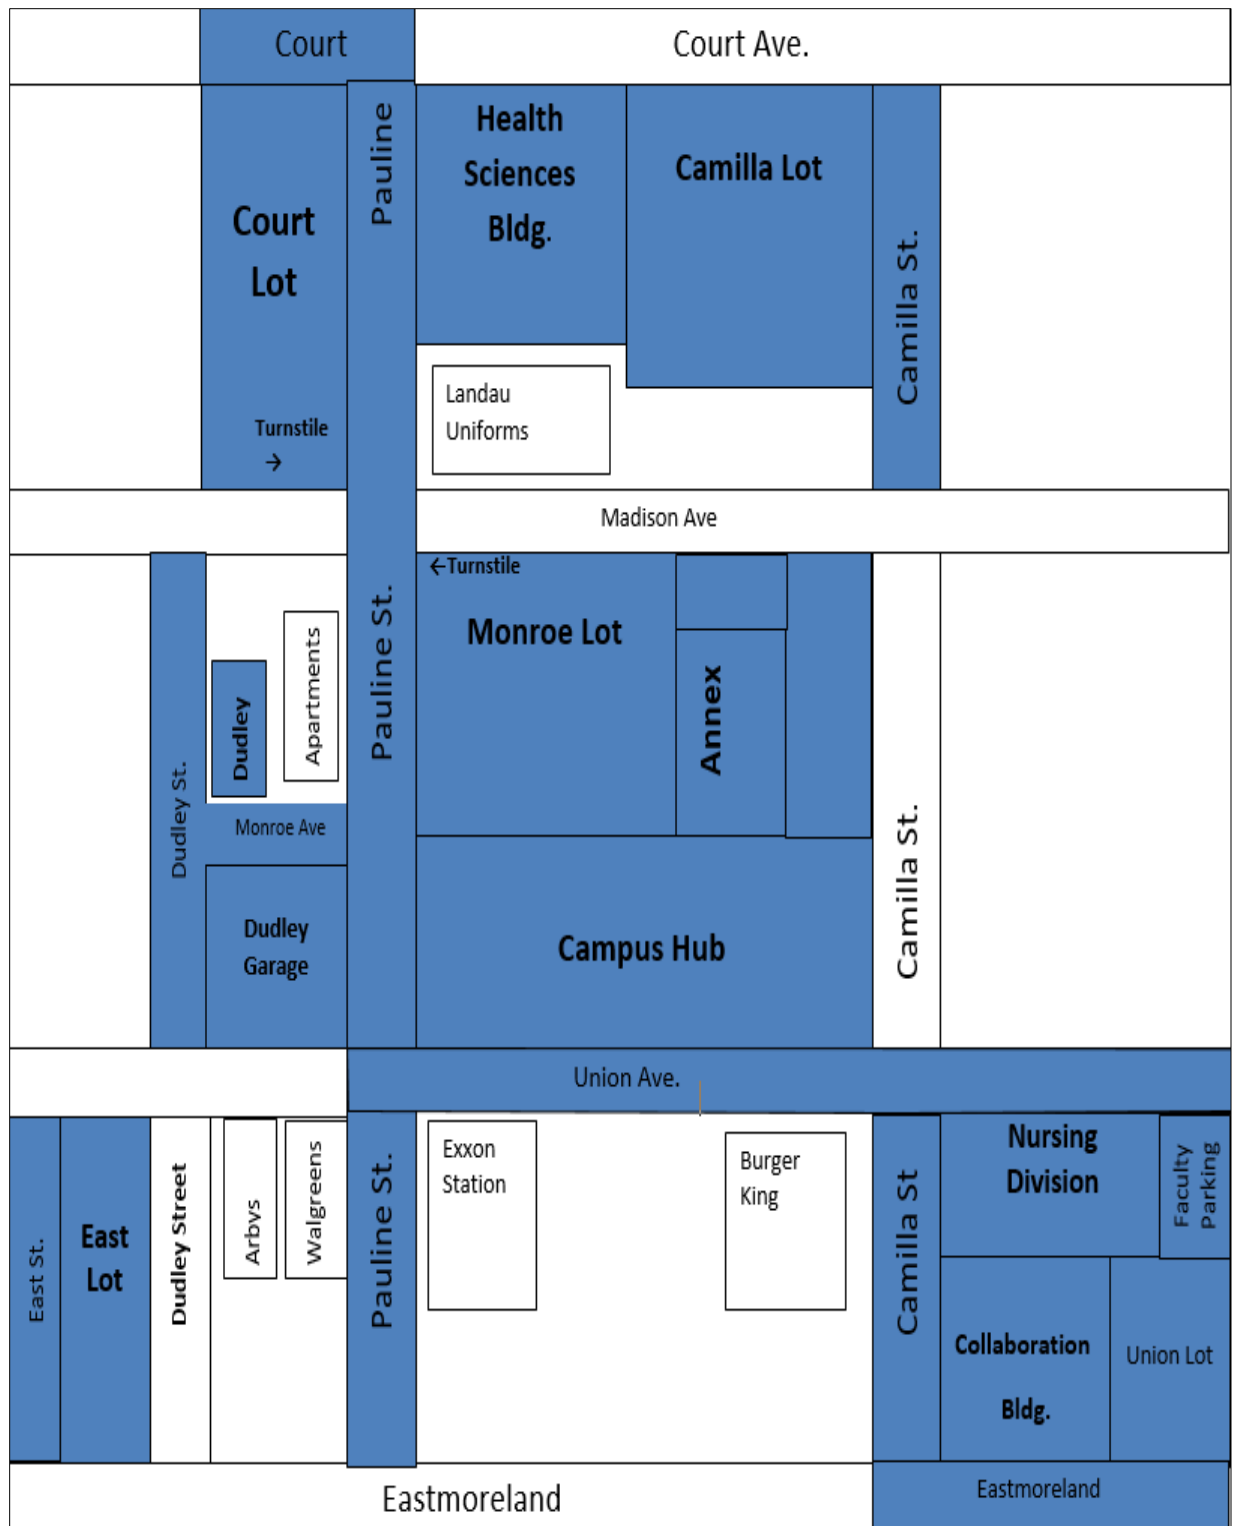 Court
Court Ave.
Pauline
Health
Sciences
Bldg.
Camilla Lot
Court
Lot
Camilla St.
Landau
Uniforms
Turnstile
→
Madison Ave
←Turnstile
Monroe Lot
Pauline St.
Apartments
Dudley
Annex
Dudley St.
Monroe Ave
Camilla St.
Dudley
Garage
Campus Hub
Union Ave.
East St.
East
Lot
Dudley Street
Arbvs
Walgreens
Pauline St.
Exxon
Station
Burger
King
Camilla St
Nursing
Division
Faculty
Parking
Collaboration
Bldg.
Union Lot
Eastmoreland
Eastmoreland